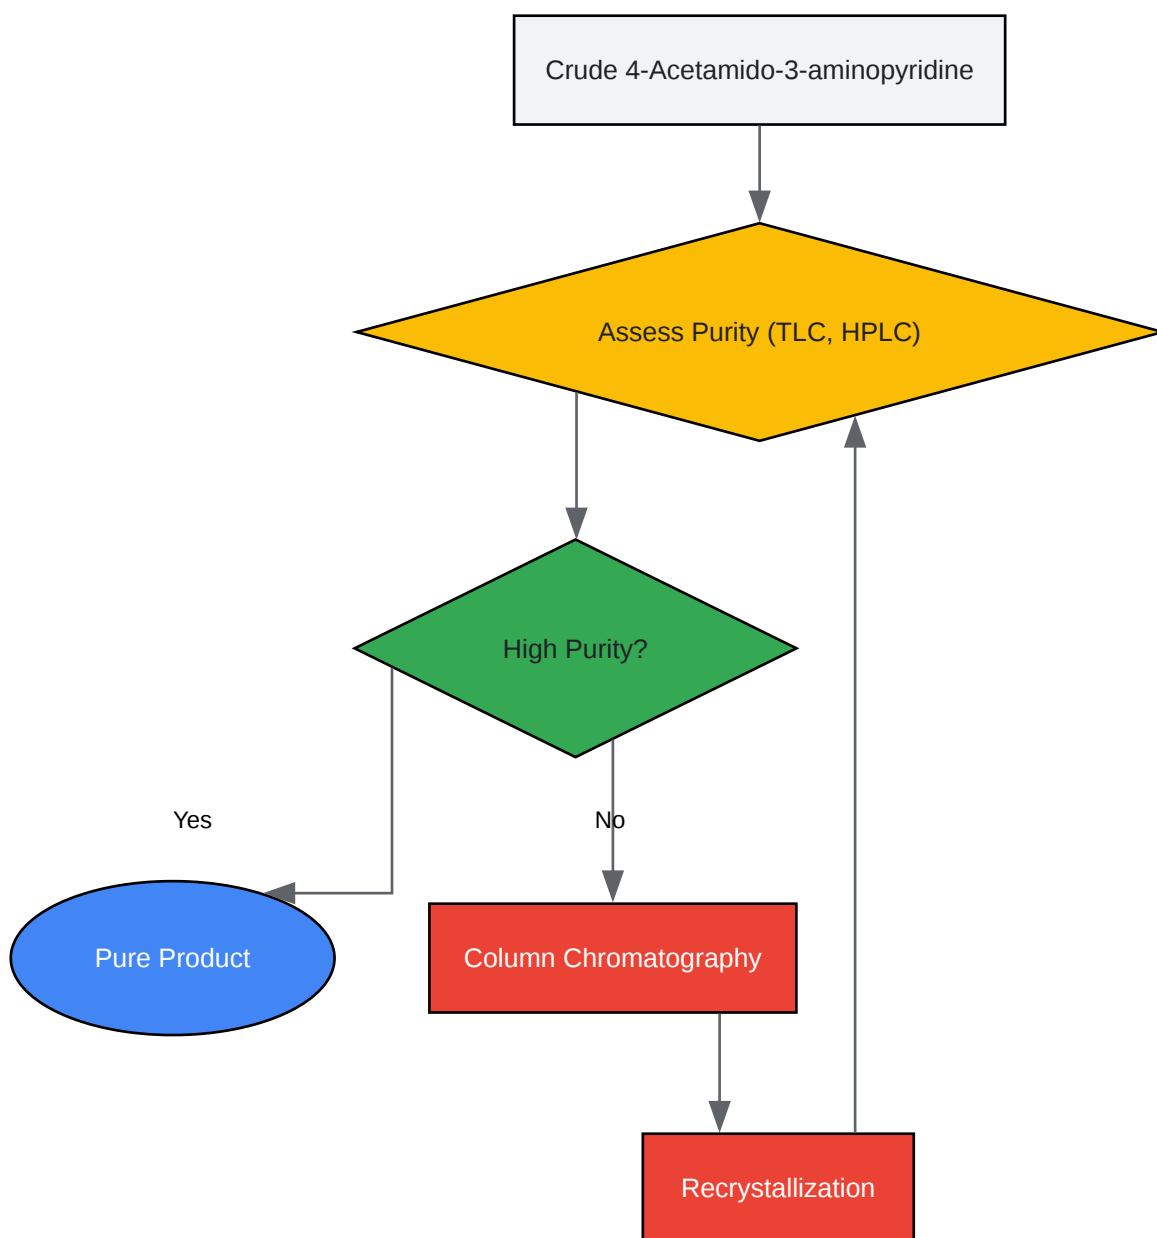 Crude 4-Acetamido-3-aminopyridine
Assess Purity (TLC, HPLC)
High Purity?
Yes
No
Pure Product
Column Chromatography
Recrystallization